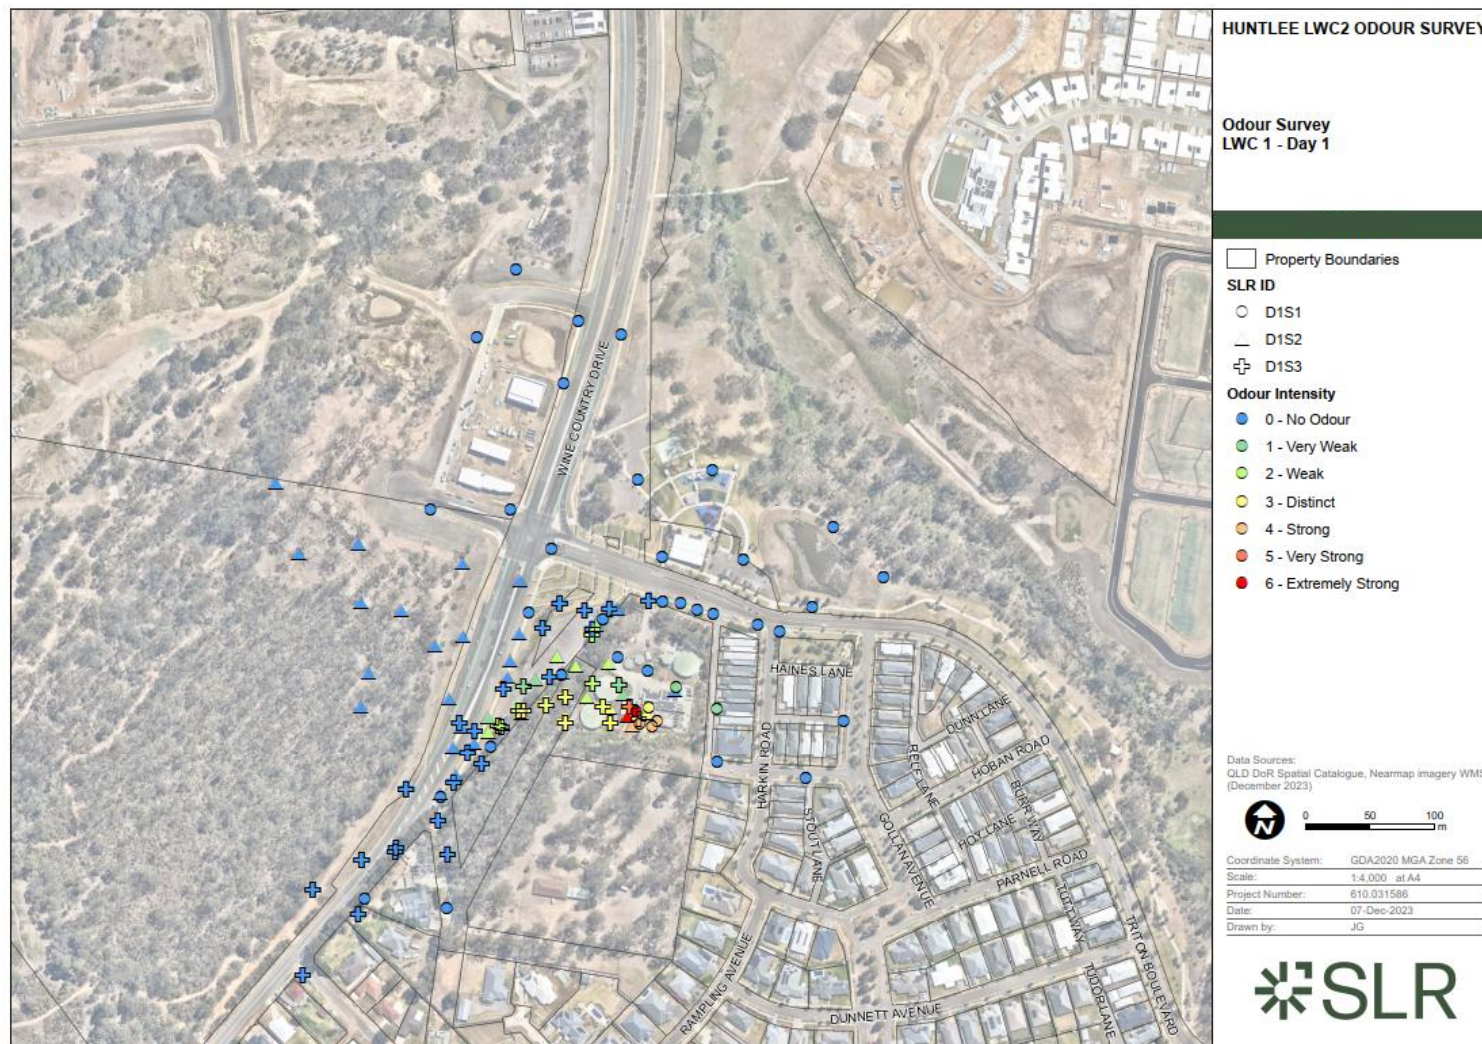 HUNTLEE LWC2 ODOUR SURVEY
Odour Survey
LWC 1 - Day 1
Property Boundaries
SLR ID
D1S1
D1S2
D1S3
Odour Intensity
0 - No Odour
1 - Very Weak
2 - Weak
3 - Distinct
4 - Strong
5 - Very Strong
6 - Extremely Strong
WINE COUNTRY DRIVE
HAINES LANE
DUNN LANE
HARKIN ROAD
RELF LANE
HOBAN ROAD
STOUT LANE
GOLLAN AVENUE
HOY LANE
BURR WAY
PARNELL ROAD
TUTT WAY
TRITON BOULEVARD
RAMPLING AVENUE
DUNNETT AVENUE
TUDOR LANE
Data Sources:
QLD DoR Spatial Catalogue, Nearmap imagery WMS
(December 2023)
N
0 50 100
m
Coordinate System: GDA2020 MGA Zone 56
Scale: 1:4,000 at A4
Project Number: 610.031586
Date: 07-Dec-2023
Drawn by: JG
SLR